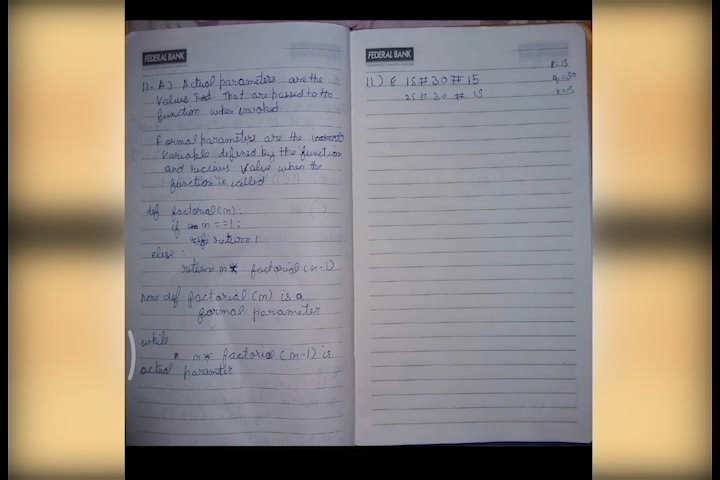 FEDERAL BANK
11-A) Actual parameters are the
Values that are passed to the
function when invoked
Formal parameters are the
Variable defined by the function
and recieves Value when the
function is called
def factorial(n):
if n==1:
return 1
else:
return n* factorial(n-1)
def factorial(n) is a
formal parameter
while
n* factorial(n-1) is
actual parameter
FEDERAL BANK
11) 15#30#15
25 # 30 # 15
p=15
q=30